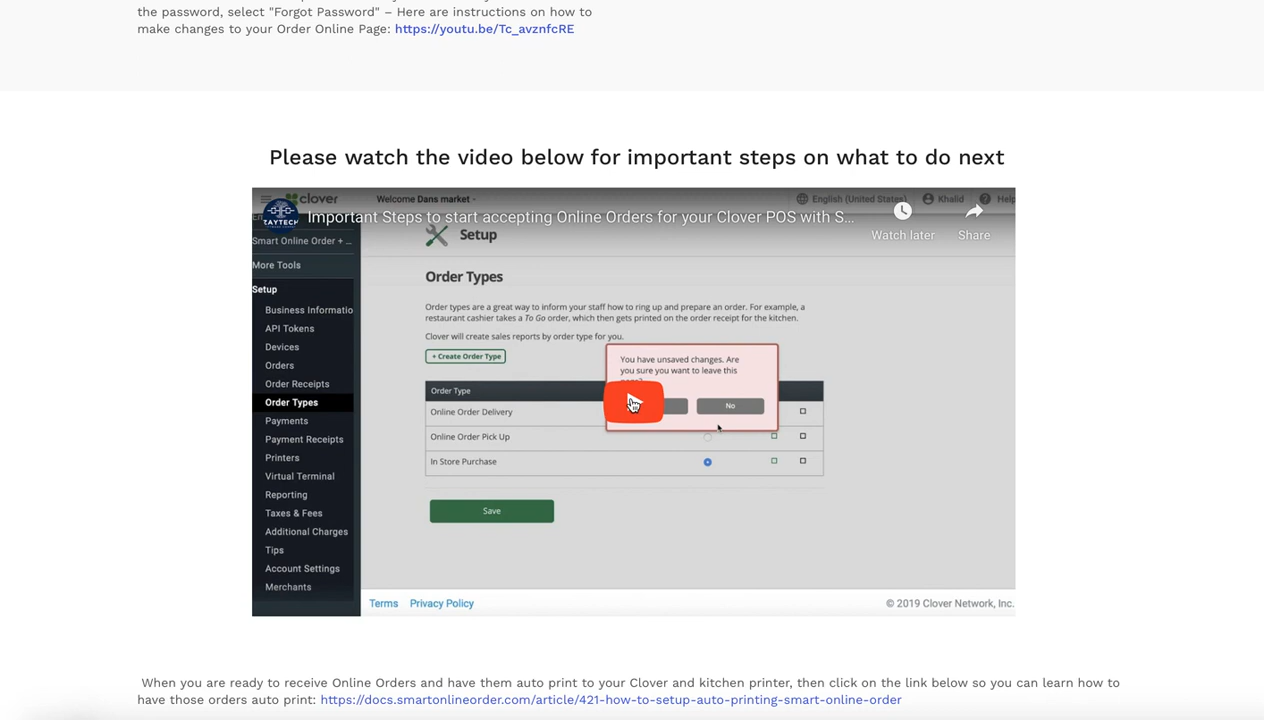 the password, select "Forgot Password" – Here are instructions on how to
make changes to your Order Online Page: https://youtu.be/Tc_avznfcRE
Please watch the video below for important steps on what to do next
clover
Welcome Dans market
English (United States)
Khalid
Help
ZAYTECH
Important Steps to start accepting Online Orders for your Clover POS with S...
Watch later
Share
Smart Online Order + ...
More Tools
Setup
Business Informatio
API Tokens
Devices
Orders
Order Receipts
Order Types
Payments
Payment Receipts
Printers
Virtual Terminal
Reporting
Taxes & Fees
Additional Charges
Tips
Account Settings
Merchants
Setup
Order Types
Order types are a great way to inform your staff how to ring up and prepare an order. For example, a
restaurant cashier takes a To Go order, which then gets printed on the order receipt for the kitchen.
Clover will create sales reports by order type for you.
+ Create Order Type
You have unsaved changes. Are
you sure you want to leave this
No
Order Type
Online Order Delivery
Online Order Pick Up
In Store Purchase
Save
Terms Privacy Policy
© 2019 Clover Network, Inc.
When you are ready to receive Online Orders and have them auto print to your Clover and kitchen printer, then click on the link below so you can learn how to
have those orders auto print: https://docs.smartonlineorder.com/article/421-how-to-setup-auto-printing-smart-online-order